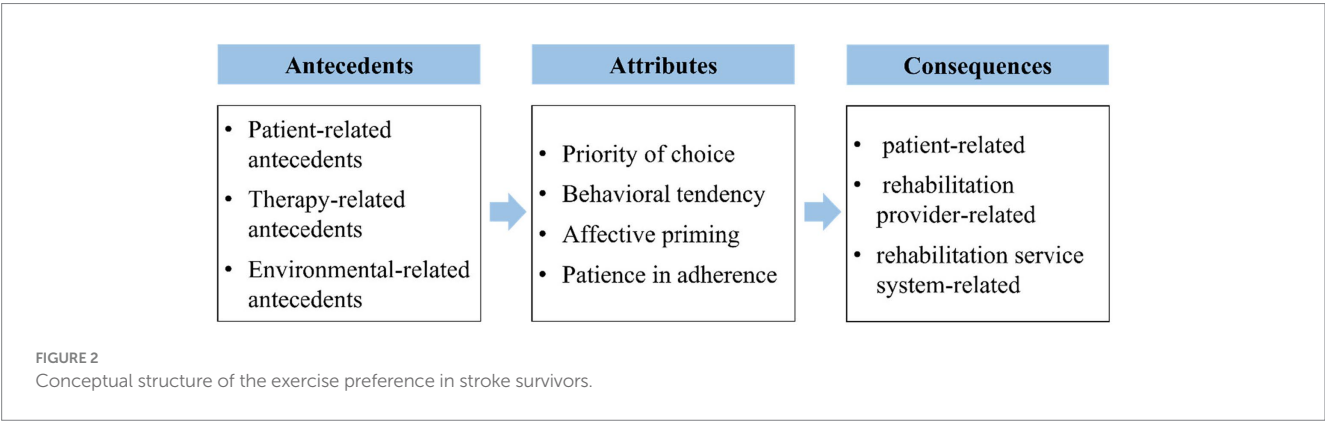 Antecedents
• Patient-related
antecedents
• Therapy-related
antecedents
• Environmental-related
antecedents
Attributes
• Priority of choice
• Behavioral tendency
• Affective priming
• Patience in adherence
Consequences
• patient-related
• rehabilitation
provider-related
• rehabilitation service
system-related
FIGURE 2
Conceptual structure of the exercise preference in stroke survivors.